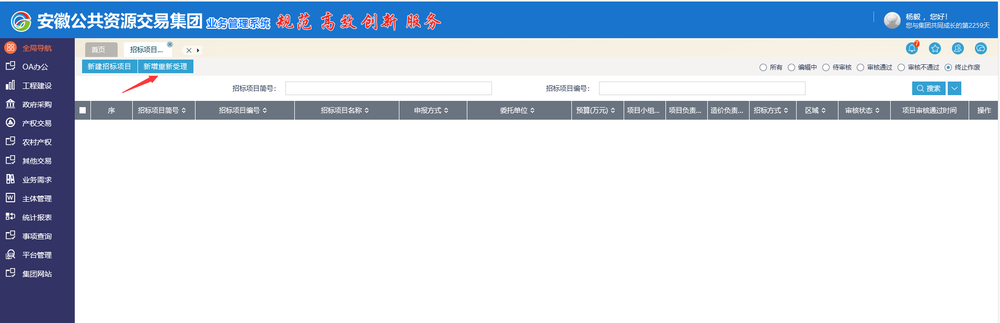 安徽公共资源交易集团 业务管理系统 规范 高效 创新 服务
杨毅，您好！
您与集团共同成长的第2259天
全局导航
OA办公
工程建设
政府采购
产权交易
农村产权
其他交易
业务需求
主体管理
统计报表
事项查询
平台管理
集团网站
首页 招标项目...
7
新建招标项目 新增重新受理
所有 编辑中 待审核 审核通过 审核不通过 终止作废
招标项目简号： 招标项目编号： 搜索
序 招标项目简号 招标项目编号 招标项目名称 申报方式 委托单位 预算(万元) 项目小组... 项目负责... 造价负责... 招标方式 区域 审核状态 项目审核通过时间 操作